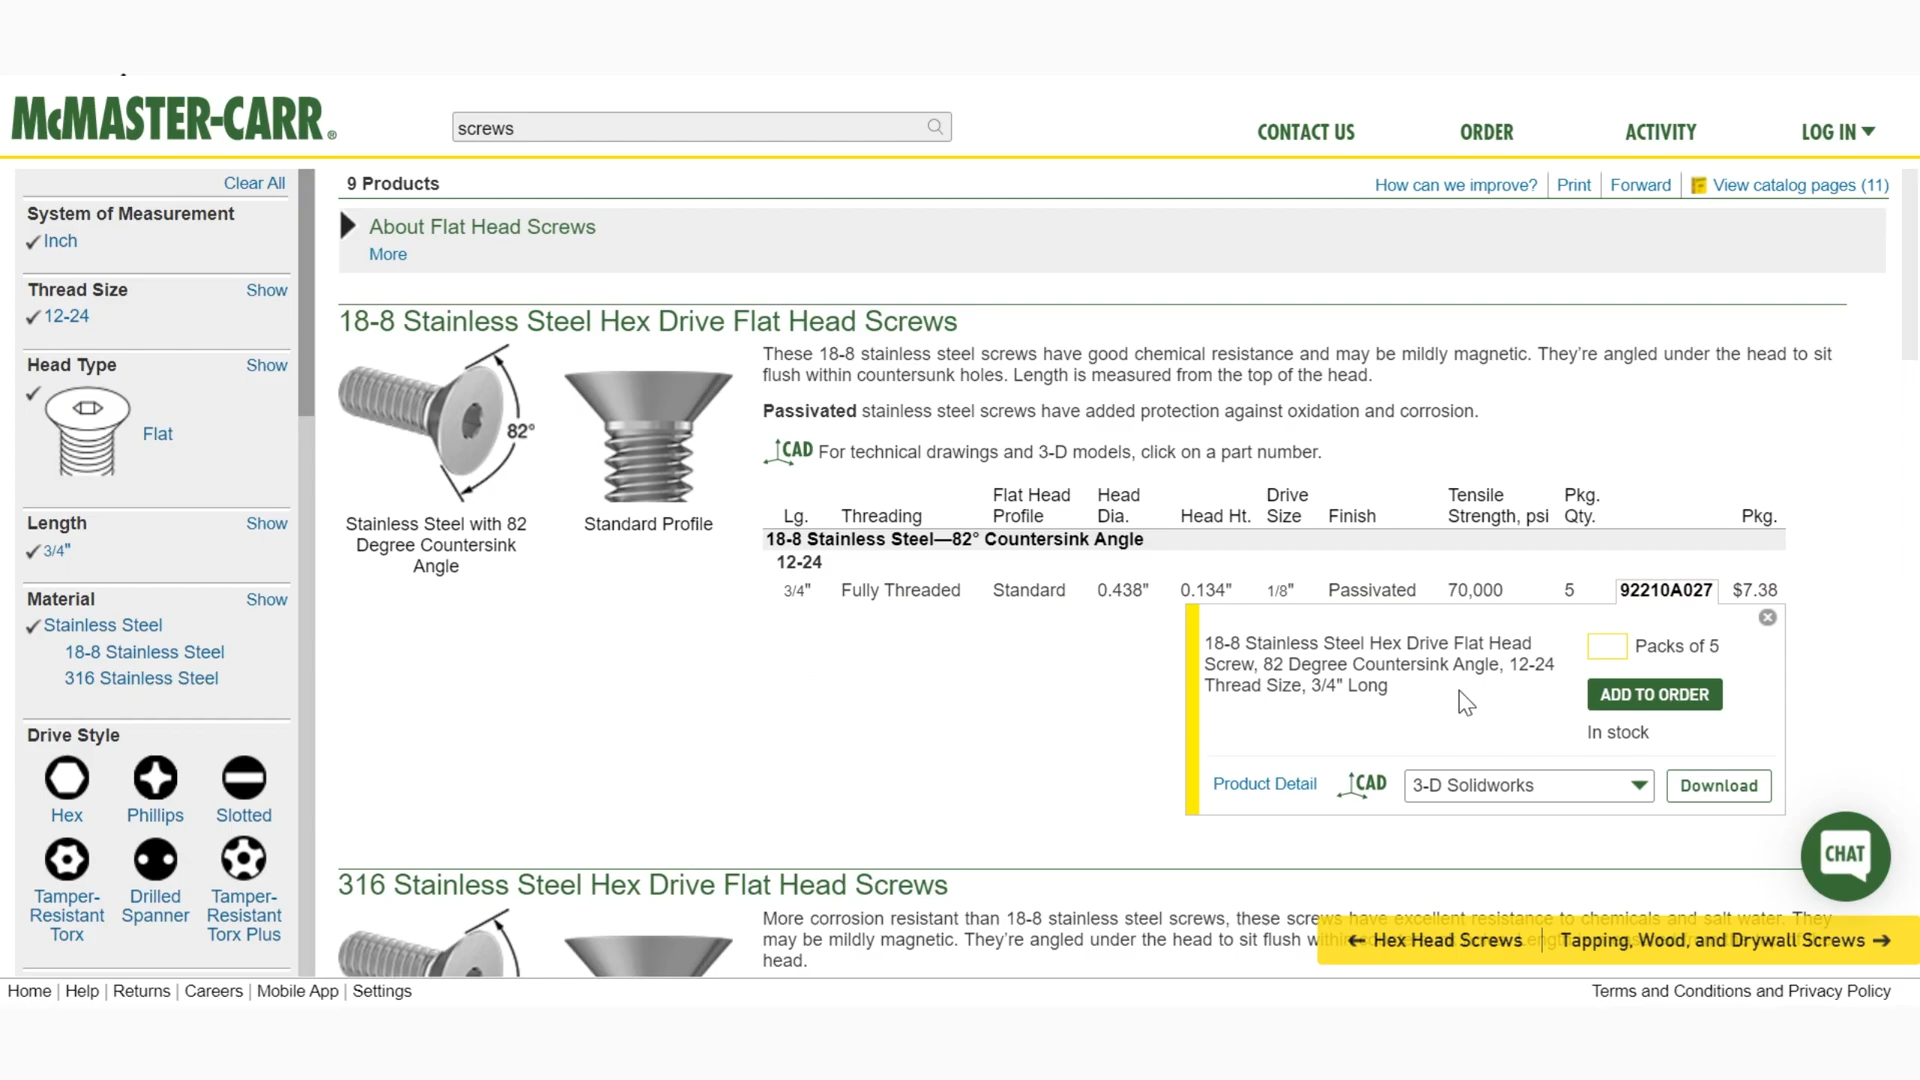 McMASTER-CARR®
screws
CONTACT US
ORDER
ACTIVITY
LOG IN
Clear All
System of Measurement
Inch
Thread Size Show
12-24
Head Type Show
Flat
Length Show
3/4"
Material Show
Stainless Steel
18-8 Stainless Steel
316 Stainless Steel
Drive Style
Hex Phillips Slotted
Tamper-Resistant Torx
Drilled Spanner
Tamper-Resistant Torx Plus
9 Products
How can we improve? Print Forward View catalog pages (11)
About Flat Head Screws
More
18-8 Stainless Steel Hex Drive Flat Head Screws
82°
Stainless Steel with 82
Degree Countersink
Angle
Standard Profile
These 18-8 stainless steel screws have good chemical resistance and may be mildly magnetic. They're angled under the head to sit
flush within countersunk holes. Length is measured from the top of the head.
Passivated stainless steel screws have added protection against oxidation and corrosion.
CAD For technical drawings and 3-D models, click on a part number.
Lg. Threading Flat Head Profile Head Dia. Head Ht. Drive Size Finish Tensile Strength, psi Pkg. Qty. Pkg.
18-8 Stainless Steel—82° Countersink Angle
12-24
3/4" Fully Threaded Standard 0.438" 0.134" 1/8" Passivated 70,000 5 92210A027 $7.38
18-8 Stainless Steel Hex Drive Flat Head
Screw, 82 Degree Countersink Angle, 12-24
Thread Size, 3/4" Long
Packs of 5
ADD TO ORDER
In stock
Product Detail CAD 3-D Solidworks Download
CHAT
316 Stainless Steel Hex Drive Flat Head Screws
More corrosion resistant than 18-8 stainless steel screws, these screws have excellent resistance to chemicals and salt water. They
may be mildly magnetic. They're angled under the head to sit flush within
head.
← Hex Head Screws | Tapping, Wood, and Drywall Screws →
Home | Help | Returns | Careers | Mobile App | Settings
Terms and Conditions and Privacy Policy